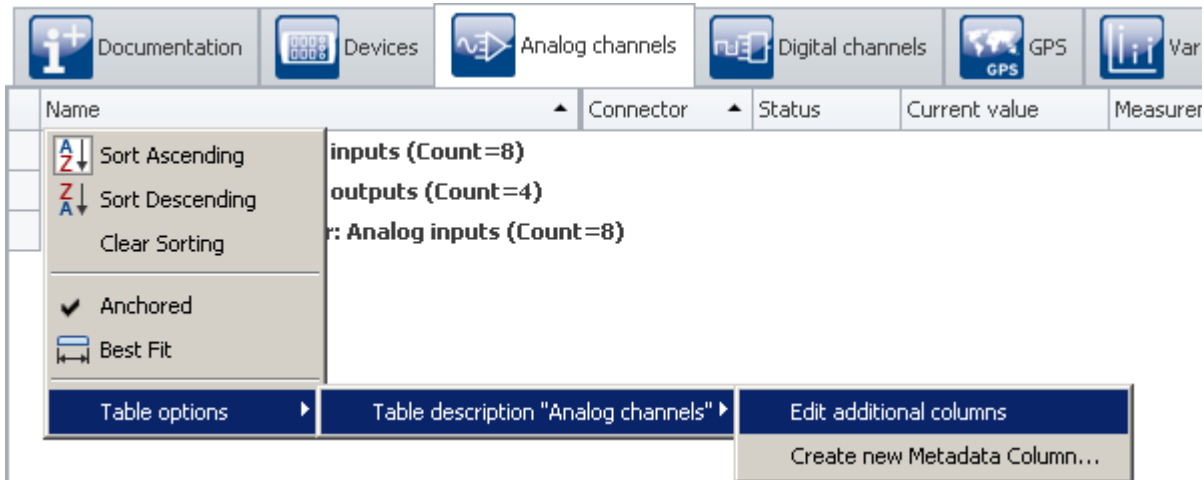 Documentation Devices Analog channels Digital channels GPS GPS Var
Name Connector Status Current value Measurer
Sort Ascending inputs (Count=8)
Sort Descending outputs (Count=4)
Clear Sorting r: Analog inputs (Count=8)
Anchored
Best Fit
Table options Table description "Analog channels" Edit additional columns
Create new Metadata Column...